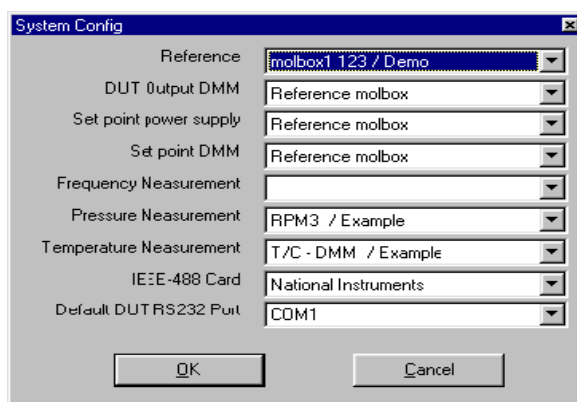 System Config
Reference molbox1 123 / Demo
DUT Output DMM Reference molbox
Set point power supply Reference molbox
Set point DMM Reference molbox
Frequency Measurement
Pressure Measurement RPM3 / Example
Temperature Measurement T/C - DMM / Example
IEEE-488 Card National Instruments
Default DUT RS232 Port COM1
OK Cancel